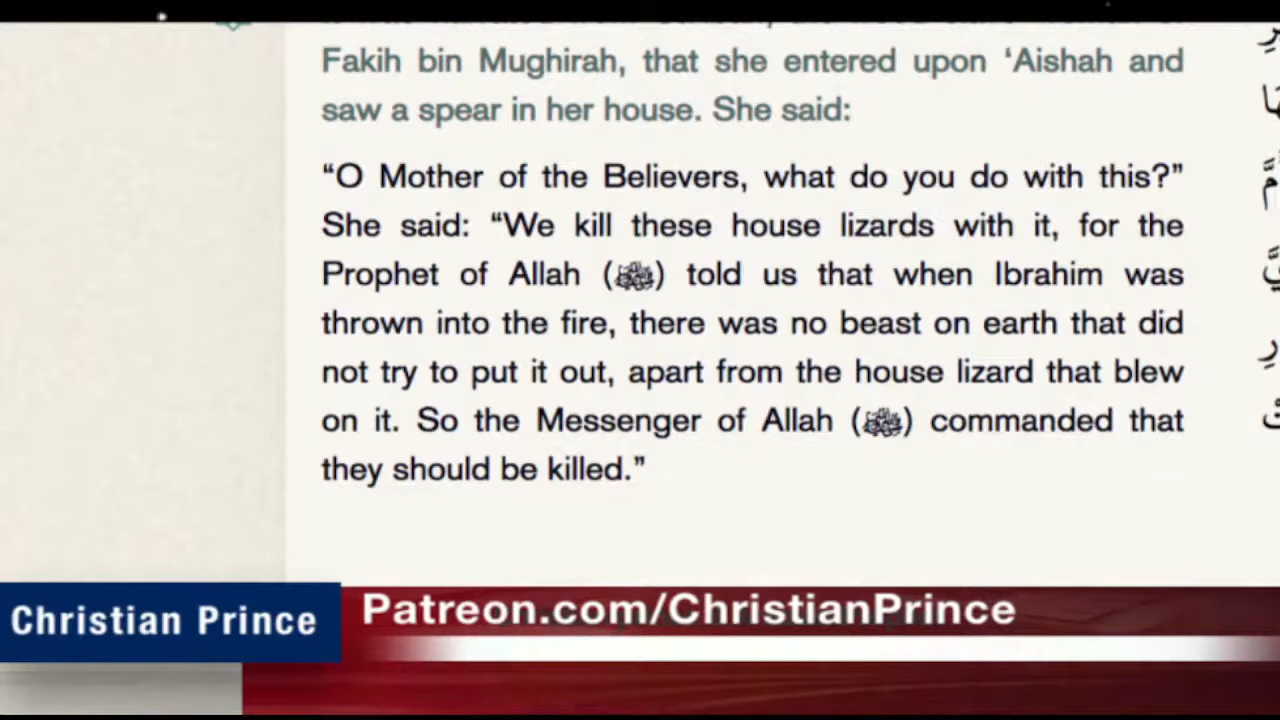 Fakih bin Mughirah, that she entered upon ‘Aishah and
saw a spear in her house. She said:
“O Mother of the Believers, what do you do with this?”
She said: “We kill these house lizards with it, for the
Prophet of Allah (ﷺ) told us that when Ibrahim was
thrown into the fire, there was no beast on earth that did
not try to put it out, apart from the house lizard that blew
on it. So the Messenger of Allah (ﷺ) commanded that
they should be killed.”
Christian Prince
Patreon.com/ChristianPrince